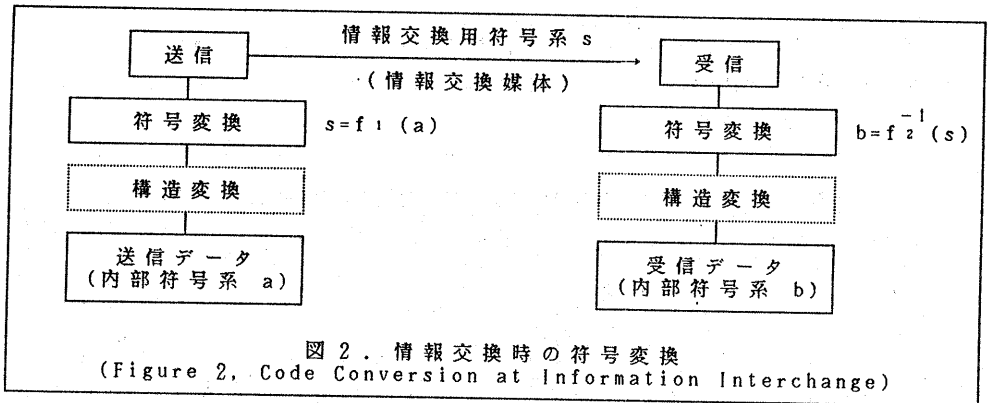 情報交換用符号系 s
送信
受信
(情報交換媒体)
符号変換
s=f 1 (a)
符号変換
b=f 2 -1 (s)
構造変換
構造変換
送信データ
(内部符号系 a)
受信データ
(内部符号系 b)
図2. 情報交換時の符号変換
(Figure 2, Code Conversion at Information Interchange)